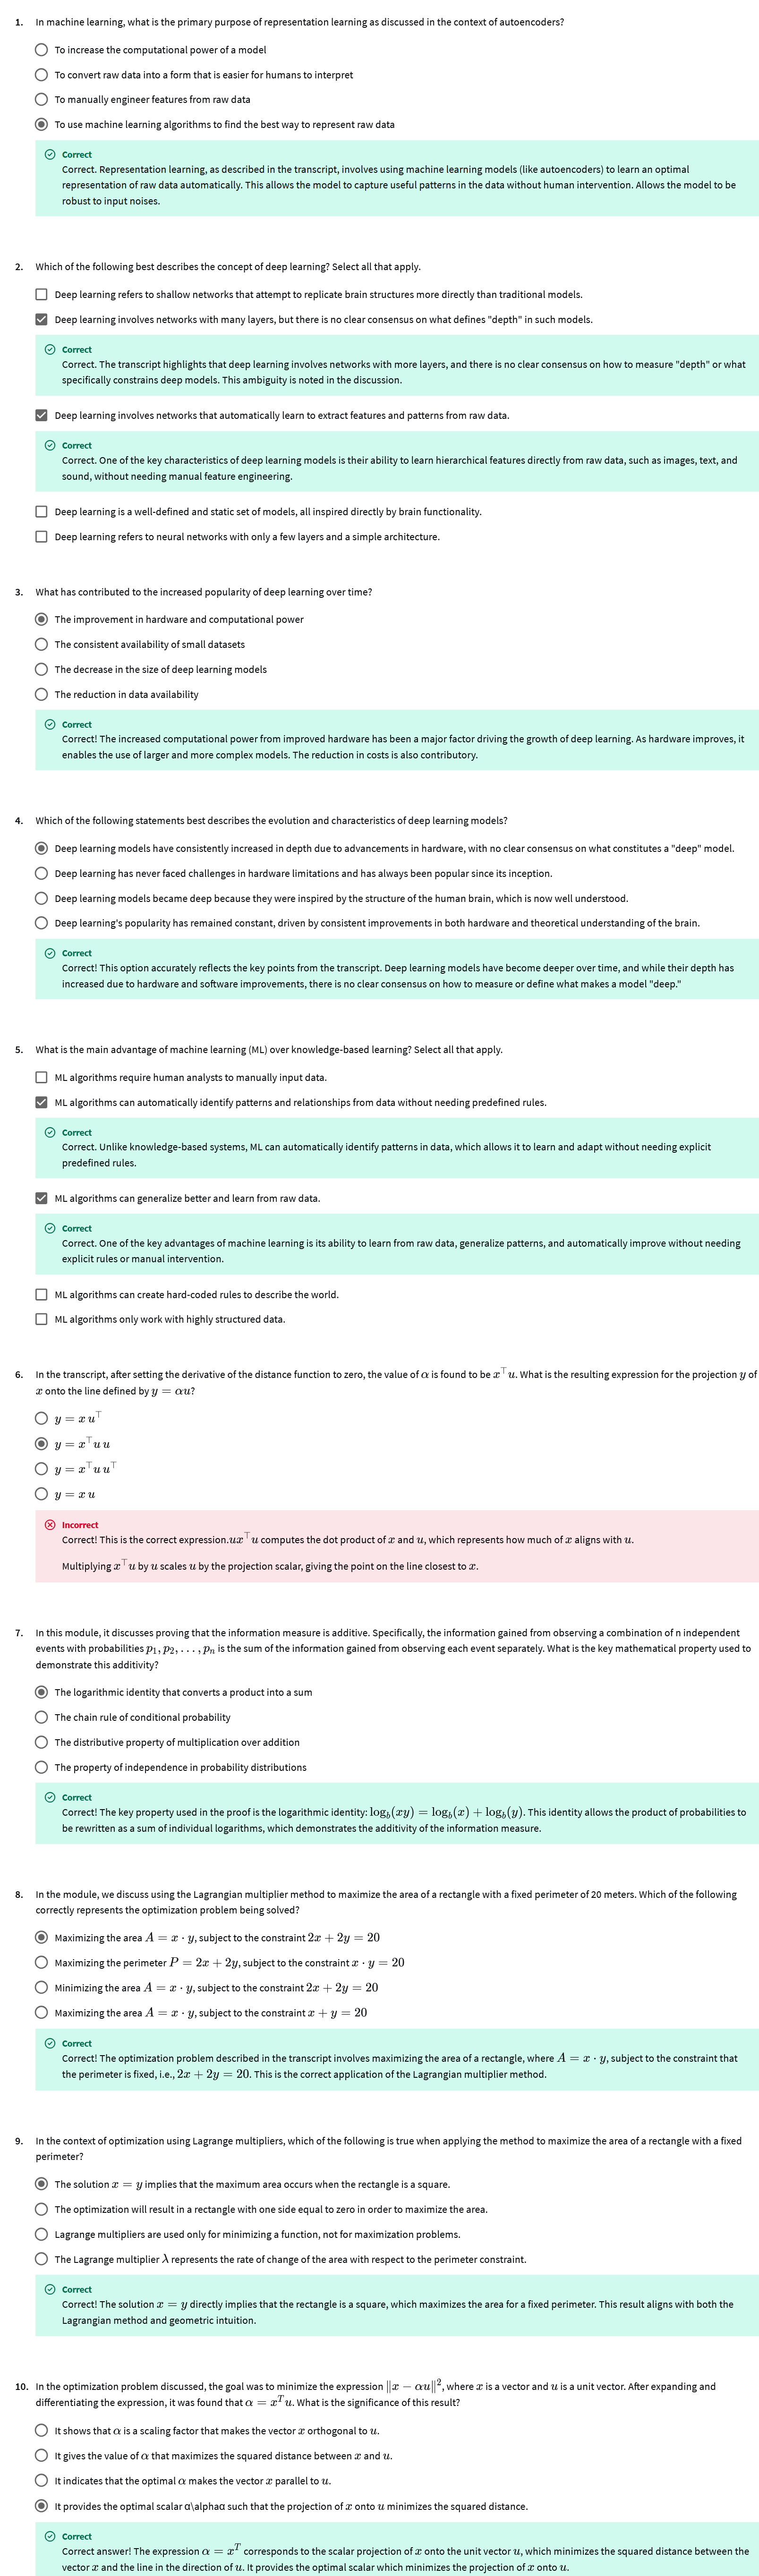 1. In machine learning, what is the primary purpose of representation learning as discussed in the context of autoencoders?
To increase the computational power of a model
To convert raw data into a form that is easier for humans to interpret
To manually engineer features from raw data
To use machine learning algorithms to find the best way to represent raw data
Correct
Correct. Representation learning, as described in the transcript, involves using machine learning models (like autoencoders) to learn an optimal
representation of raw data automatically. This allows the model to capture useful patterns in the data without human intervention. Allows the model to be
robust to input noises.
2. Which of the following best describes the concept of deep learning? Select all that apply.
Deep learning refers to shallow networks that attempt to replicate brain structures more directly than traditional models.
Deep learning involves networks with many layers, but there is no clear consensus on what defines "depth" in such models.
Correct
Correct. The transcript highlights that deep learning involves networks with more layers, and there is no clear consensus on how to measure "depth" or what
specifically constrains deep models. This ambiguity is noted in the discussion.
Deep learning involves networks that automatically learn to extract features and patterns from raw data.
Correct
Correct. One of the key characteristics of deep learning models is their ability to learn hierarchical features directly from raw data, such as images, text, and
sound, without needing manual feature engineering.
Deep learning is a well-defined and static set of models, all inspired directly by brain functionality.
Deep learning refers to neural networks with only a few layers and a simple architecture.
3. What has contributed to the increased popularity of deep learning over time?
The improvement in hardware and computational power
The consistent availability of small datasets
The decrease in the size of deep learning models
The reduction in data availability
Correct
Correct! The increased computational power from improved hardware has been a major factor driving the growth of deep learning. As hardware improves, it
enables the use of larger and more complex models. The reduction in costs is also contributory.
4. Which of the following statements best describes the evolution and characteristics of deep learning models?
Deep learning models have consistently increased in depth due to advancements in hardware, with no clear consensus on what constitutes a "deep" model.
Deep learning has never faced challenges in hardware limitations and has always been popular since its inception.
Deep learning models became deep because they were inspired by the structure of the human brain, which is now well understood.
Deep learning's popularity has remained constant, driven by consistent improvements in both hardware and theoretical understanding of the brain.
Correct
Correct! This option accurately reflects the key points from the transcript. Deep learning models have become deeper over time, and while their depth has
increased due to hardware and software improvements, there is no clear consensus on how to measure or define what makes a model "deep."
5. What is the main advantage of machine learning (ML) over knowledge-based learning? Select all that apply.
ML algorithms require human analysts to manually input data.
ML algorithms can automatically identify patterns and relationships from data without needing predefined rules.
Correct
Correct. Unlike knowledge-based systems, ML can automatically identify patterns in data, which allows it to learn and adapt without needing explicit
predefined rules.
ML algorithms can generalize better and learn from raw data.
Correct
Correct. One of the key advantages of machine learning is its ability to learn from raw data, generalize patterns, and automatically improve without needing
explicit rules or manual intervention.
ML algorithms can create hard-coded rules to describe the world.
ML algorithms only work with highly structured data.
6. In the transcript, after setting the derivative of the distance function to zero, the value of α is found to be x⊤u. What is the resulting expression for the projection y of
x onto the line defined by y = αu?
y = x u⊤
y = x⊤u u
y = x⊤u u⊤
y = x u
Incorrect
Correct! This is the correct expression.ux⊤u computes the dot product of x and u, which represents how much of x aligns with u.
Multiplying x⊤u by u scales u by the projection scalar, giving the point on the line closest to x.
7. In this module, it discusses proving that the information measure is additive. Specifically, the information gained from observing a combination of n independent
events with probabilities p₁, p₂, . . . , pₙ is the sum of the information gained from observing each event separately. What is the key mathematical property used to
demonstrate this additivity?
The logarithmic identity that converts a product into a sum
The chain rule of conditional probability
The distributive property of multiplication over addition
The property of independence in probability distributions
Correct
Correct! The key property used in the proof is the logarithmic identity: log_b(xy) = log_b(x) + log_b(y). This identity allows the product of probabilities to
be rewritten as a sum of individual logarithms, which demonstrates the additivity of the information measure.
8. In the module, we discuss using the Lagrangian multiplier method to maximize the area of a rectangle with a fixed perimeter of 20 meters. Which of the following
correctly represents the optimization problem being solved?
Maximizing the area A = x · y, subject to the constraint 2x + 2y = 20
Maximizing the perimeter P = 2x + 2y, subject to the constraint x · y = 20
Minimizing the area A = x · y, subject to the constraint 2x + 2y = 20
Maximizing the area A = x · y, subject to the constraint x + y = 20
Correct
Correct! The optimization problem described in the transcript involves maximizing the area of a rectangle, where A = x · y, subject to the constraint that
the perimeter is fixed, i.e., 2x + 2y = 20. This is the correct application of the Lagrangian multiplier method.
9. In the context of optimization using Lagrange multipliers, which of the following is true when applying the method to maximize the area of a rectangle with a fixed
perimeter?
The solution x = y implies that the maximum area occurs when the rectangle is a square.
The optimization will result in a rectangle with one side equal to zero in order to maximize the area.
Lagrange multipliers are used only for minimizing a function, not for maximization problems.
The Lagrange multiplier λ represents the rate of change of the area with respect to the perimeter constraint.
Correct
Correct! The solution x = y directly implies that the rectangle is a square, which maximizes the area for a fixed perimeter. This result aligns with both the
Lagrangian method and geometric intuition.
10. In the optimization problem discussed, the goal was to minimize the expression ‖x − αu‖², where x is a vector and u is a unit vector. After expanding and
differentiating the expression, it was found that α = xᵀu. What is the significance of this result?
It shows that α is a scaling factor that makes the vector x orthogonal to u.
It gives the value of α that maximizes the squared distance between x and u.
It indicates that the optimal α makes the vector x parallel to u.
It provides the optimal scalar α\alphaα such that the projection of x onto u minimizes the squared distance.
Correct
Correct answer! The expression α = xᵀ corresponds to the scalar projection of x onto the unit vector u, which minimizes the squared distance between the
vector x and the line in the direction of u. It provides the optimal scalar which minimizes the projection of x onto u.